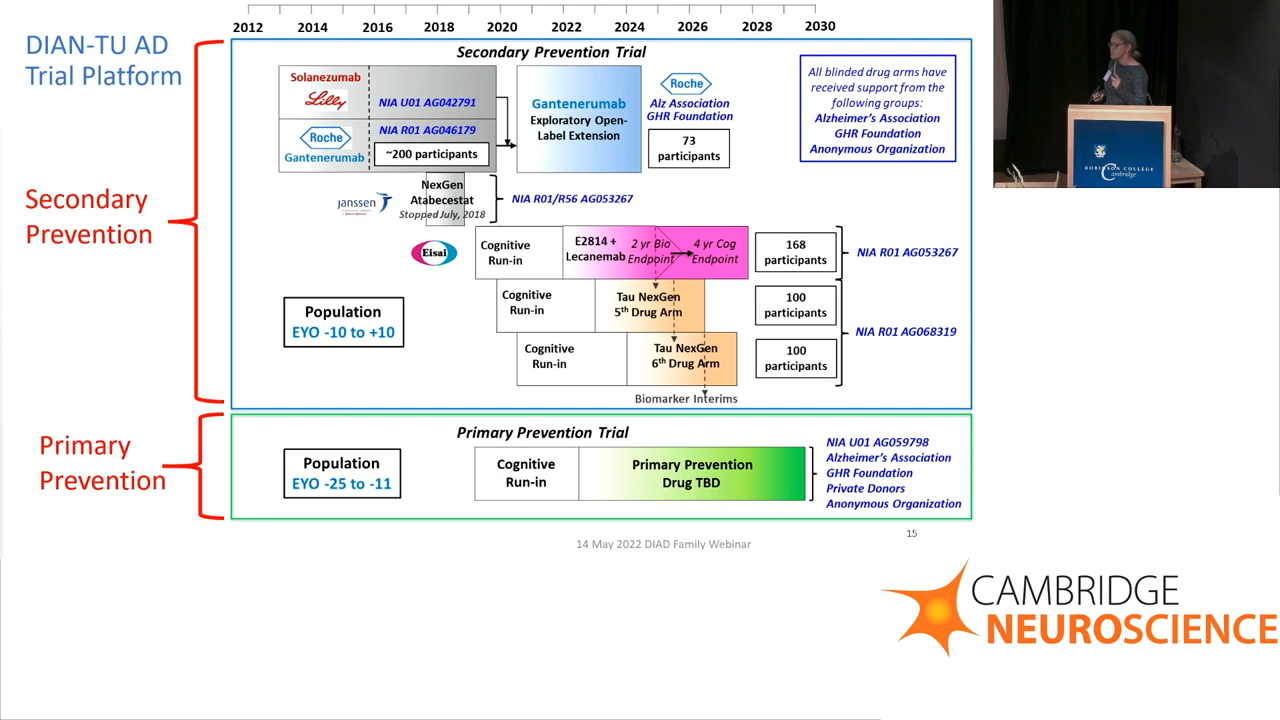 2012 2014 2016 2018 2020 2022 2024 2026 2028 2030
DIAN-TU AD
Trial Platform
Secondary Prevention Trial
Solanezumab
Lilly
NIA U01 AG042791
Roche
Gantenerumab
NIA R01 AG046179
~200 participants
Gantenerumab
Exploratory Open-
Label Extension
Roche
Alz Association
GHR Foundation
73
participants
All blinded drug arms have
received support from the
following groups:
Alzheimer's Association
GHR Foundation
Anonymous Organization
Secondary
Prevention
janssen
NexGen
Atabecestat
Stopped July, 2018
NIA R01/R56 AG053267
Eisai
Cognitive
Run-in
E2814 +
Lecanemab
2 yr Bio
Endpoint
4 yr Cog
Endpoint
168
participants
NIA R01 AG053267
Population
EYO -10 to +10
Cognitive
Run-in
Tau NexGen
5th Drug Arm
100
participants
NIA R01 AG068319
Cognitive
Run-in
Tau NexGen
6th Drug Arm
100
participants
Biomarker Interims
Primary
Prevention
Primary Prevention Trial
Population
EYO -25 to -11
Cognitive
Run-in
Primary Prevention
Drug TBD
NIA U01 AG059798
Alzheimer's Association
GHR Foundation
Private Donors
Anonymous Organization
15
14 May 2022 DIAD Family Webinar
ROBINSON COLLEGE
Cambridge
CAMBRIDGE
NEUROSCIENCE